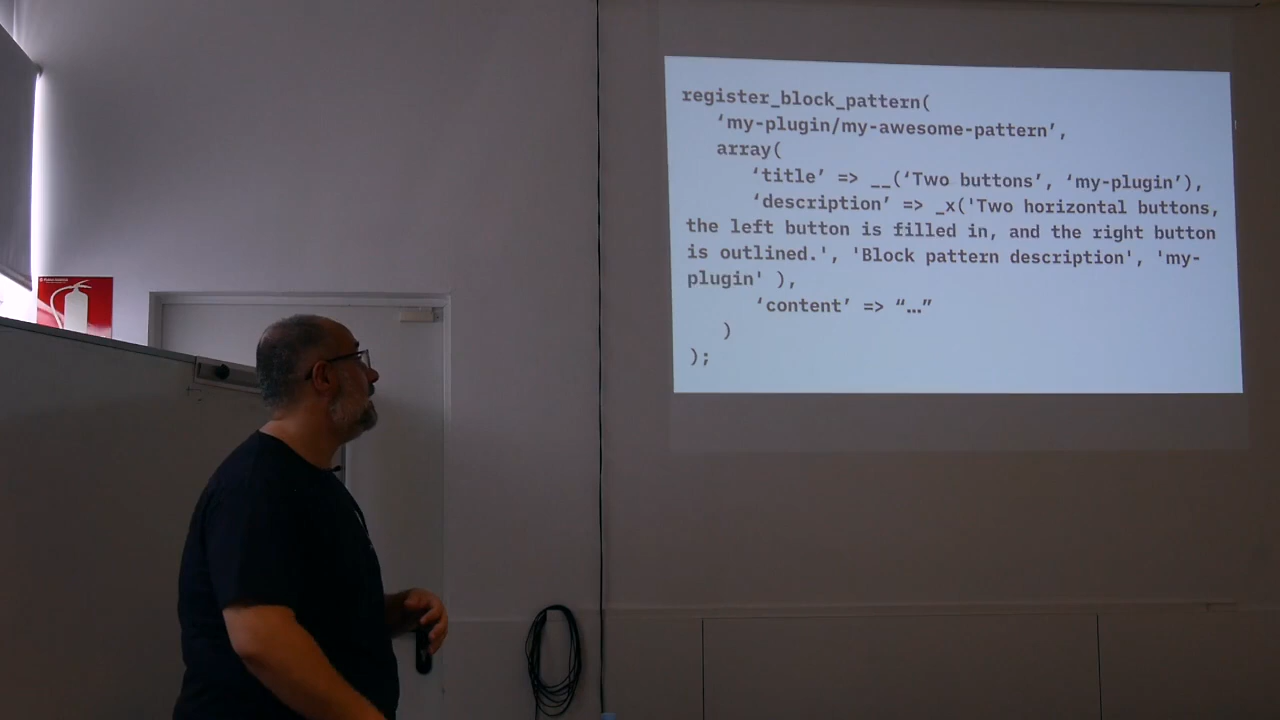 register_block_pattern(
‘my-plugin/my-awesome-pattern’,
array(
‘title’ => __(‘Two buttons’, ‘my-plugin’),
‘description’ => _x('Two horizontal buttons,
the left button is filled in, and the right button
is outlined.', 'Block pattern description', 'my-
plugin' ),
‘content’ => “…”
)
);